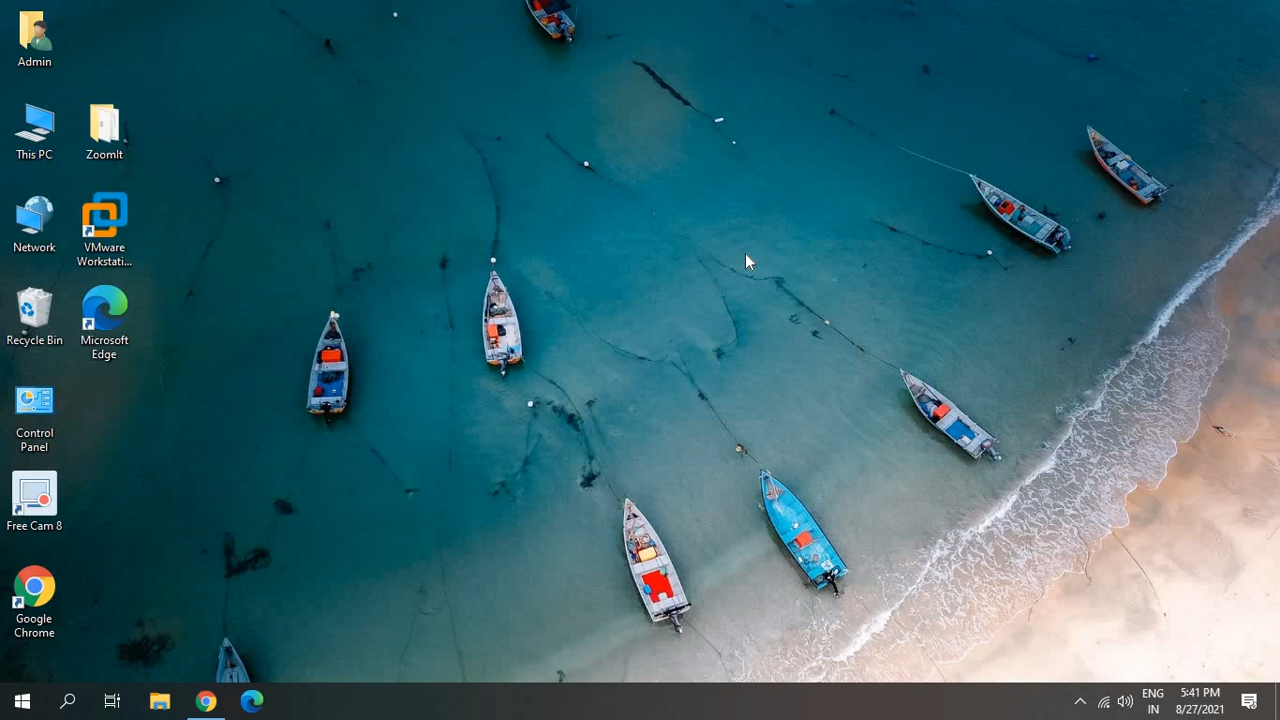 Admin
This PC
ZoomIt
Network
VMware
Workstati...
Recycle Bin
Microsoft
Edge
Control
Panel
Free Cam 8
Google
Chrome
ENG
IN
5:41 PM
8/27/2021